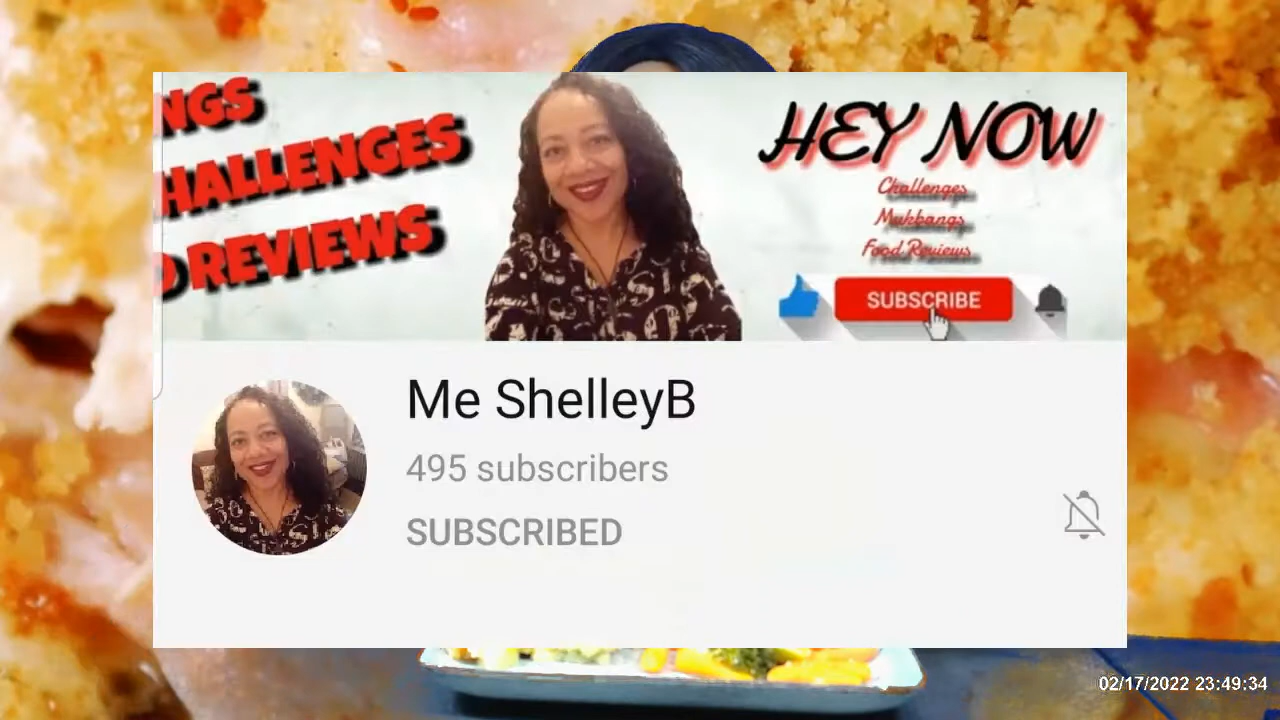 NGS
HALLENGES
D REVIEWS
HEY NOW
Challenges
Mukbangs
Food Reviews
SUBSCRIBE
Me ShelleyB
495 subscribers
SUBSCRIBED
02/17/2022 23:49:34